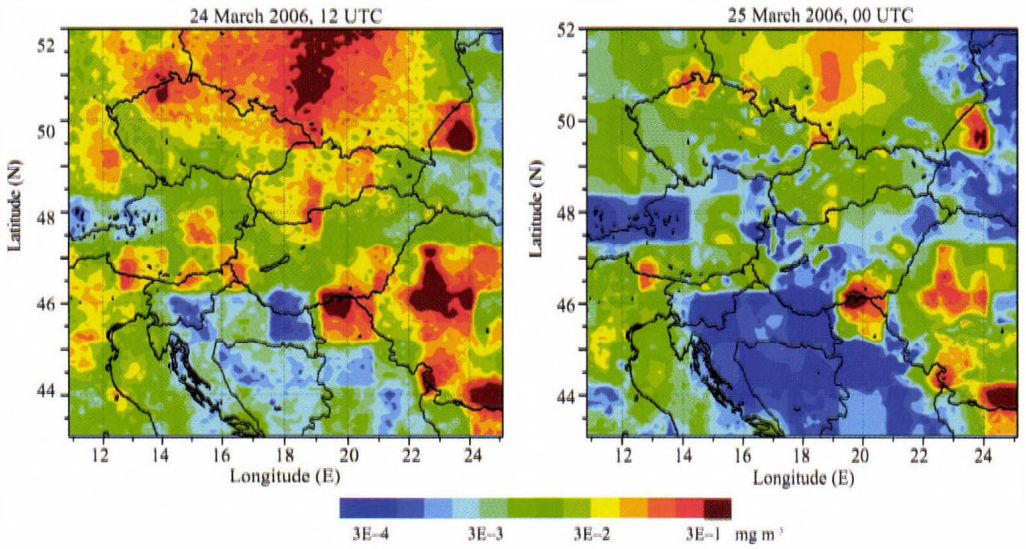 24 March 2006, 12 UTC
25 March 2006, 00 UTC
52
50
48
46
44
Latitude (N)
12 14 16 18 20 22 24
Longitude (E)
52
50
48
46
44
Latitude (N)
12 14 16 18 20 22 24
Longitude (E)
3E-4 3E-3 3E-2 3E-1 mg m⁻³